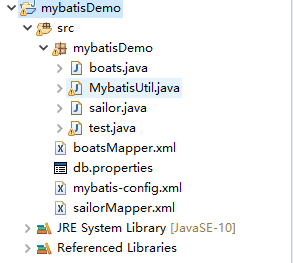 mybatisDemo
src
mybatisDemo
boats.java
MybatisUtil.java
sailor.java
test.java
boatsMapper.xml
db.properties
mybatis-config.xml
sailorMapper.xml
JRE System Library [JavaSE-10]
Referenced Libraries